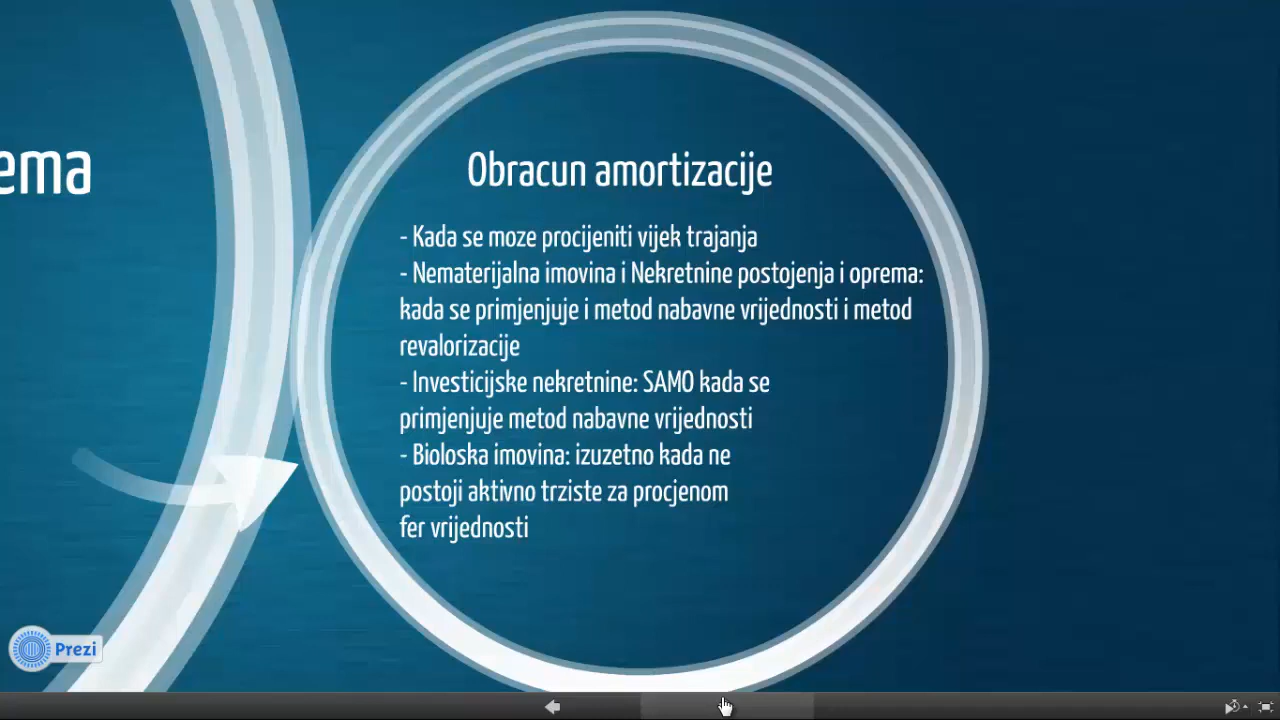 ema
Obracun amortizacije
- Kada se moze procijeniti vijek trajanja
- Nematerijalna imovina i Nekretnine postojenja i oprema:
kada se primjenjuje i metod nabavne vrijednosti i metod
revalorizacije
- Investicijske nekretnine: SAMO kada se
primjenjuje metod nabavne vrijednosti
- Bioloska imovina: izuzetno kada ne
postoji aktivno trziste za procjenom
fer vrijednosti
Prezi